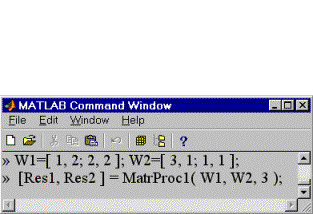 MATLAB Command Window
File Edit Window Help
?
» W1=[ 1, 2; 2, 2 ]; W2=[ 3, 1; 1, 1 ];
» [Res1, Res2 ] = MatrProc1( W1, W2, 3 );